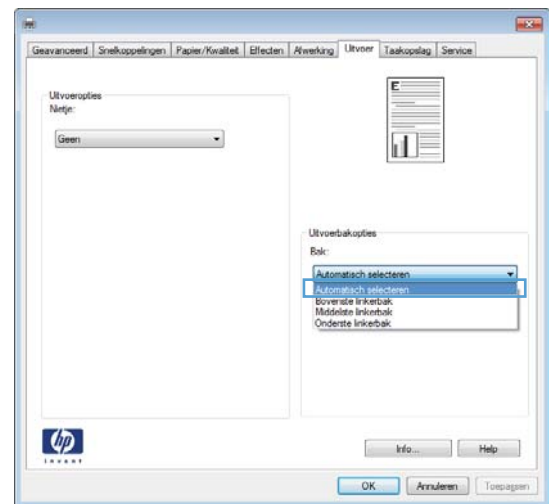 Geavanceerd Snelkoppelingen Papier/Kwaliteit Effecten Afwerking Uitvoer Taakopslag Service
E
Uitvoeropties
Nietje:
Geen
Uitvoerbakopties
Bak:
Automatisch selecteren
Automatisch selecteren
Bovenste linkerbak
Middelste linkerbak
Onderste linkerbak
hp
invent
Info... Help
OK Annuleren Toepassen